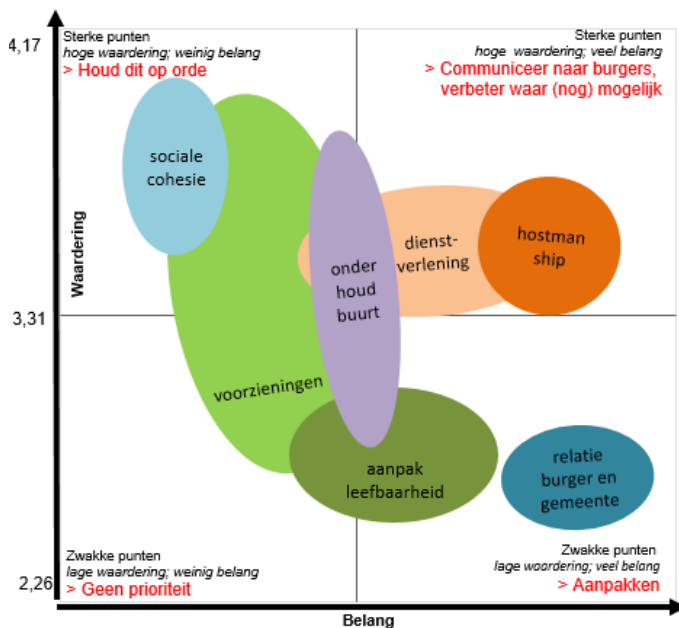 4,17
Sterke punten
hoge waardering; weinig belang
> Houd dit op orde
Sterke punten
hoge waardering; veel belang
> Communiceer naar burgers,
verbeter waar (nog) mogelijk
sociale
cohesie
Waardering
dienst-
verlening
hostman
ship
onder
houd
buurt
3,31
voorzieningen
aanpak
leefbaarheid
relatie
burger en
gemeente
Zwakke punten
lage waardering; weinig belang
> Geen prioriteit
Zwakke punten
lage waardering; veel belang
> Aanpakken
2,26
Belang